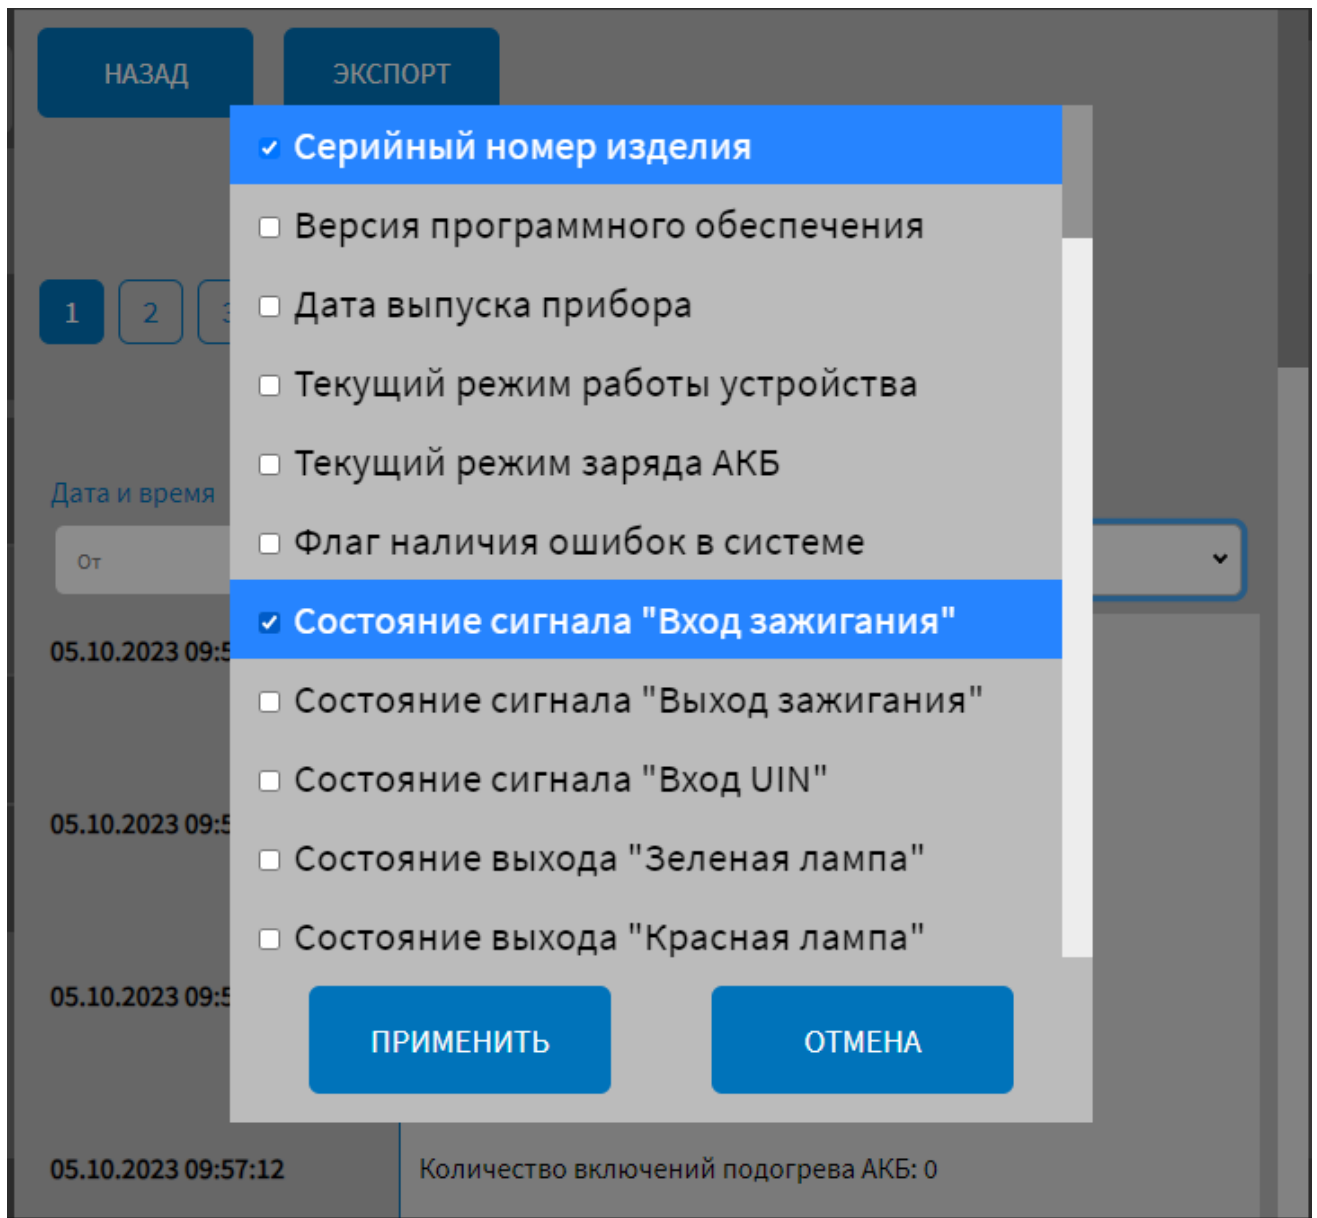 НАЗАД
ЭКСПОРТ
Серийный номер изделия
Версия программного обеспечения
1
2
Дата выпуска прибора
Текущий режим работы устройства
Текущий режим заряда АКБ
Дата и время
От
Флаг наличия ошибок в системе
Состояние сигнала "Вход зажигания"
05.10.2023 09:5
Состояние сигнала "Выход зажигания"
Состояние сигнала "Вход UIN"
05.10.2023 09:5
Состояние выхода "Зеленая лампа"
Состояние выхода "Красная лампа"
05.10.2023 09:5
ПРИМЕНИТЬ
ОТМЕНА
05.10.2023 09:57:12
Количество включений подогрева АКБ: 0